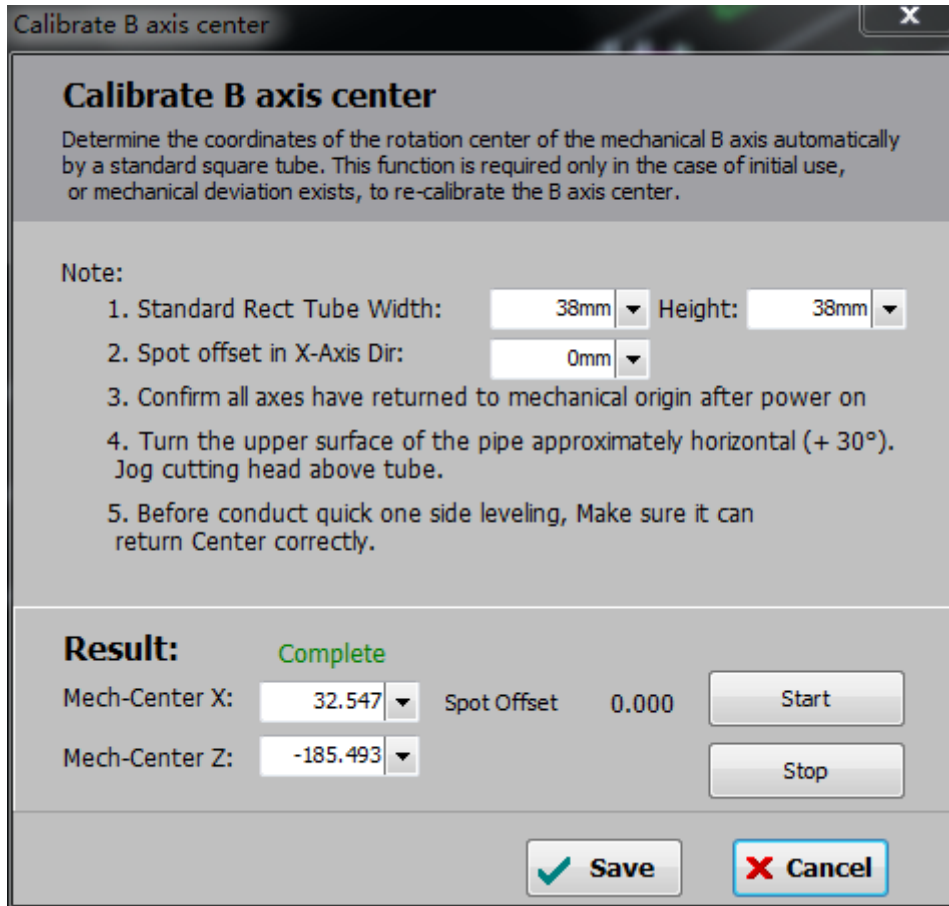 Calibrate B axis center
x
Calibrate B axis center
Determine the coordinates of the rotation center of the mechanical B axis automatically
by a standard square tube. This function is required only in the case of initial use,
or mechanical deviation exists, to re-calibrate the B axis center.
Note:
1. Standard Rect Tube Width: 38mm Height: 38mm
2. Spot offset in X-Axis Dir: 0mm
3. Confirm all axes have returned to mechanical origin after power on
4. Turn the upper surface of the pipe approximately horizontal (+ 30°).
Jog cutting head above tube.
5. Before conduct quick one side leveling, Make sure it can
return Center correctly.
Result: Complete
Mech-Center X: 32.547 Spot Offset 0.000 Start
Mech-Center Z: -185.493 Stop
Save Cancel